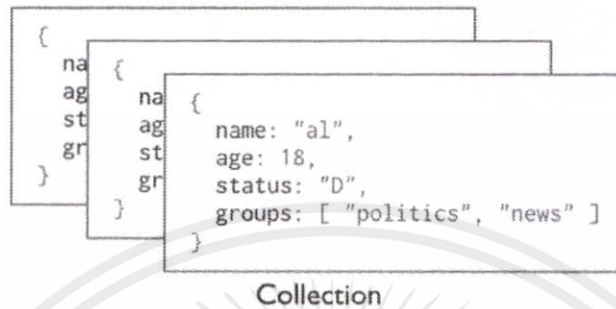 {
na
ag
st
gr
}
{
na
ag
st
gr
}
{
name: "al",
age: 18,
status: "D",
groups: [ "politics", "news" ]
}
Collection